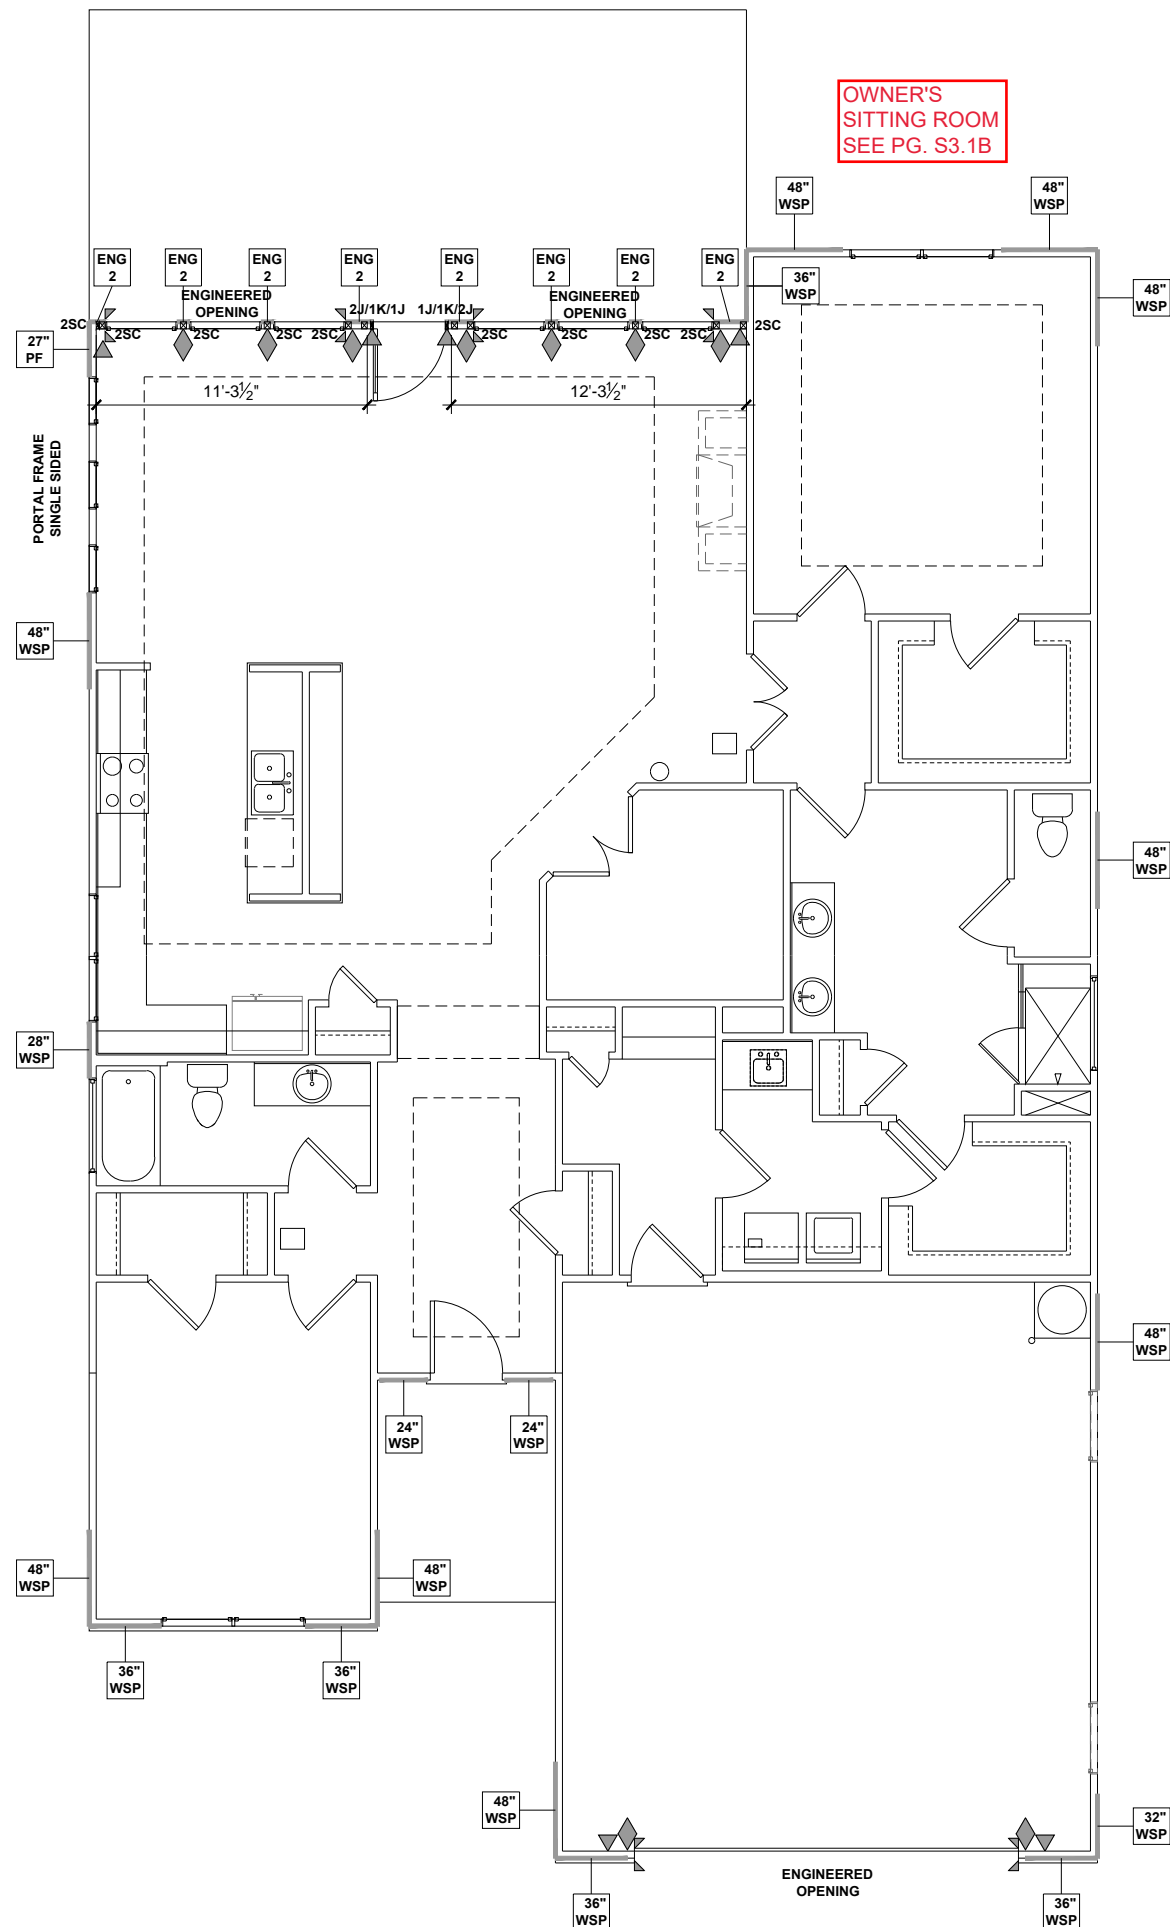 OWNER'S
SITTING ROOM
SEE PG. S3.1B
48"
WSP
48"
WSP
ENG
2
ENG
2
ENG
2
ENG
2
ENG
2
ENG
2
ENG
2
ENG
2
36"
WSP
48"
WSP
ENGINEERED
OPENING
ENGINEERED
OPENING
2J/1K/1J
1J/1K/2J
2SC
2SC
2SC
2SC
2SC
2SC
2SC
2SC
2SC
2SC
27"
PF
11'-3½"
12'-3½"
PORTAL FRAME
SINGLE SIDED
48"
WSP
48"
WSP
28"
WSP
48"
WSP
24"
WSP
24"
WSP
48"
WSP
48"
WSP
36"
WSP
36"
WSP
48"
WSP
32"
WSP
ENGINEERED
OPENING
36"
WSP
36"
WSP